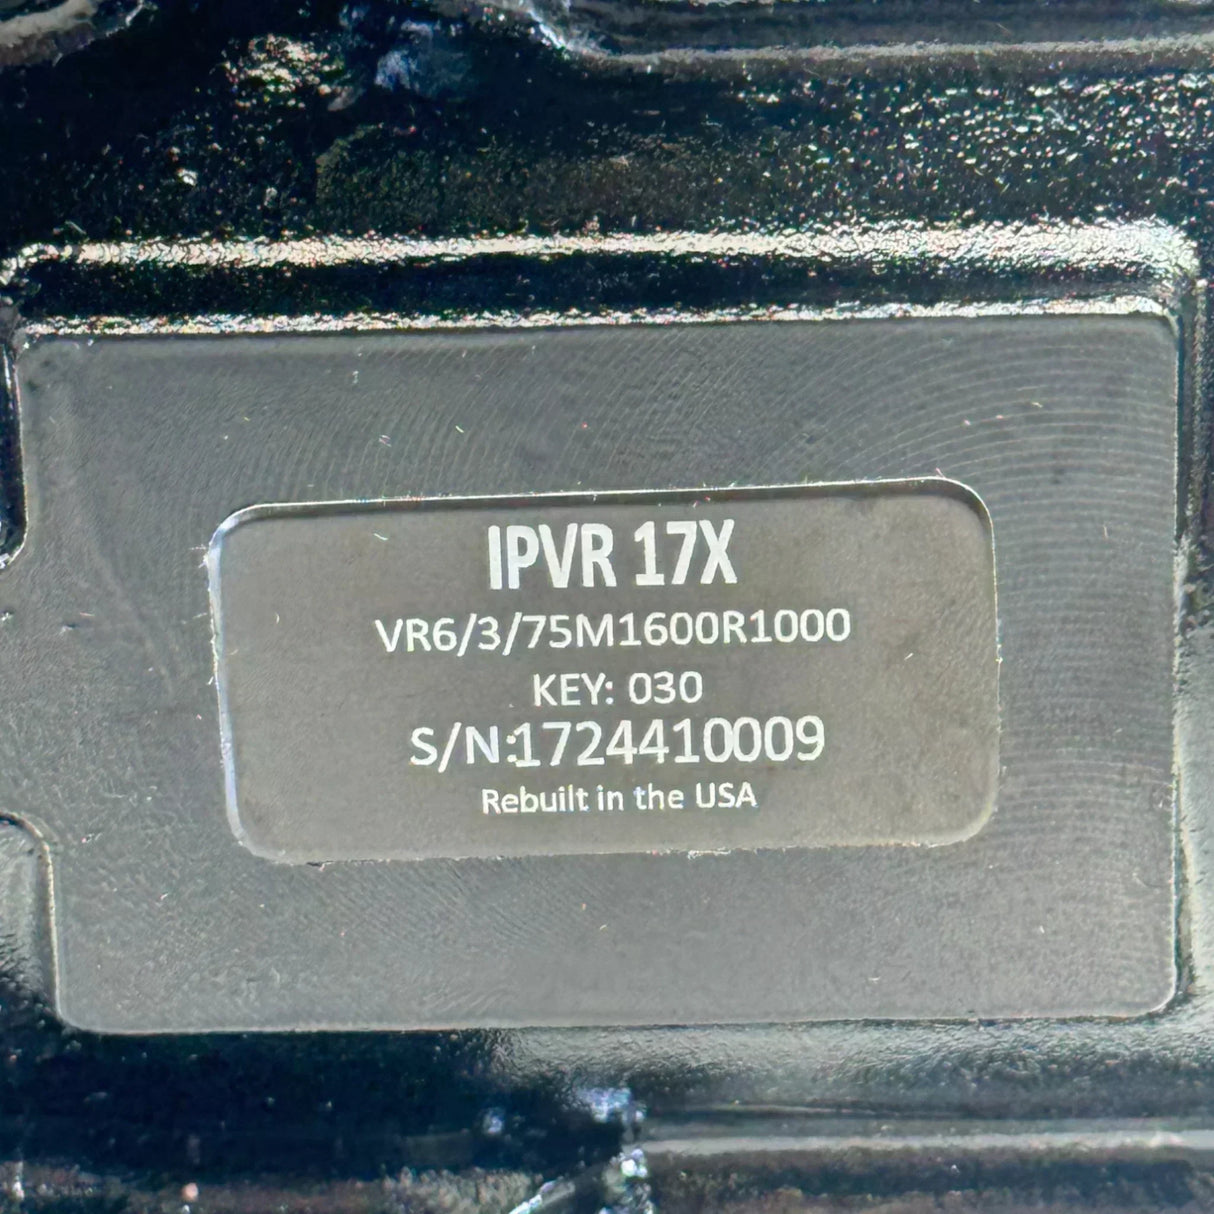 IPVR 17X
VR6/3/75M1600R1000
KEY: 030
S/N:1724410009
Rebuilt in the USA